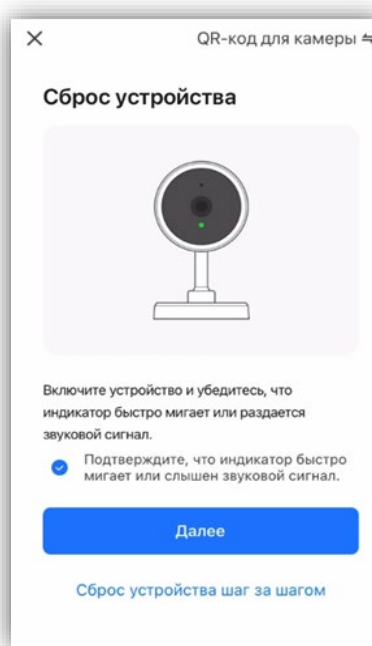 QR-код для камеры
Сброс устройства
Включите устройство и убедитесь, что
индикатор быстро мигает или раздается
звуковой сигнал.
Подтвердите, что индикатор быстро
мигает или слышен звуковой сигнал.
Далее
Сброс устройства шаг за шагом